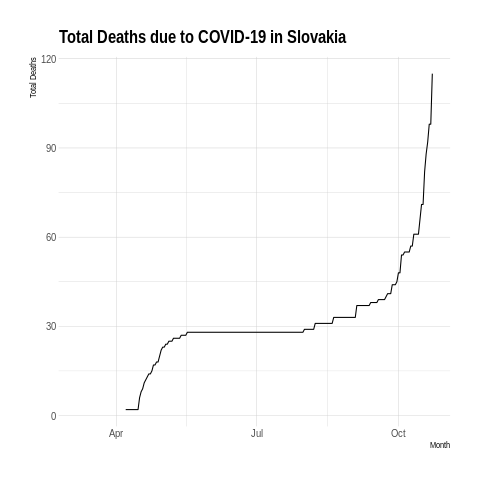 Total Deaths due to COVID-19 in Slovakia
Total Deaths
120
90
60
30
0
Apr
Jul
Oct
Month